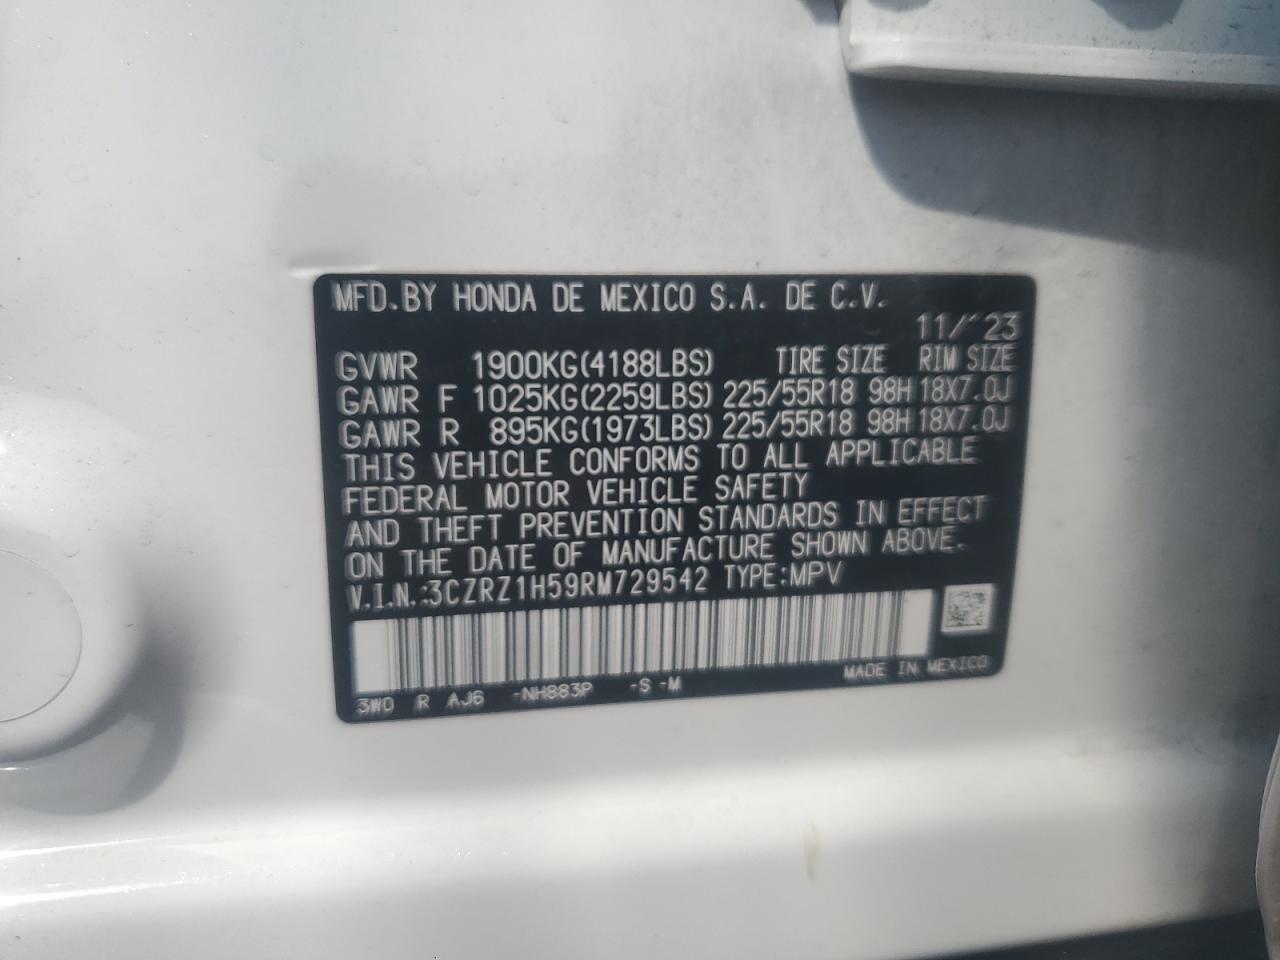 MFD.BY HONDA DE MEXICO S.A. DE C.V.
11/'23
GVWR 1900KG(4188LBS) TIRE SIZE RIM SIZE
GAWR F 1025KG(2259LBS) 225/55R18 98H 18X7.0J
GAWR R 895KG(1973LBS) 225/55R18 98H 18X7.0J
THIS VEHICLE CONFORMS TO ALL APPLICABLE
FEDERAL MOTOR VEHICLE SAFETY
AND THEFT PREVENTION STANDARDS IN EFFECT
ON THE DATE OF MANUFACTURE SHOWN ABOVE.
V.I.N.:3CZRZ1H59RM729542 TYPE:MPV
MADE IN MEXICO
3W0 R AJ6 -NH883P -S -M